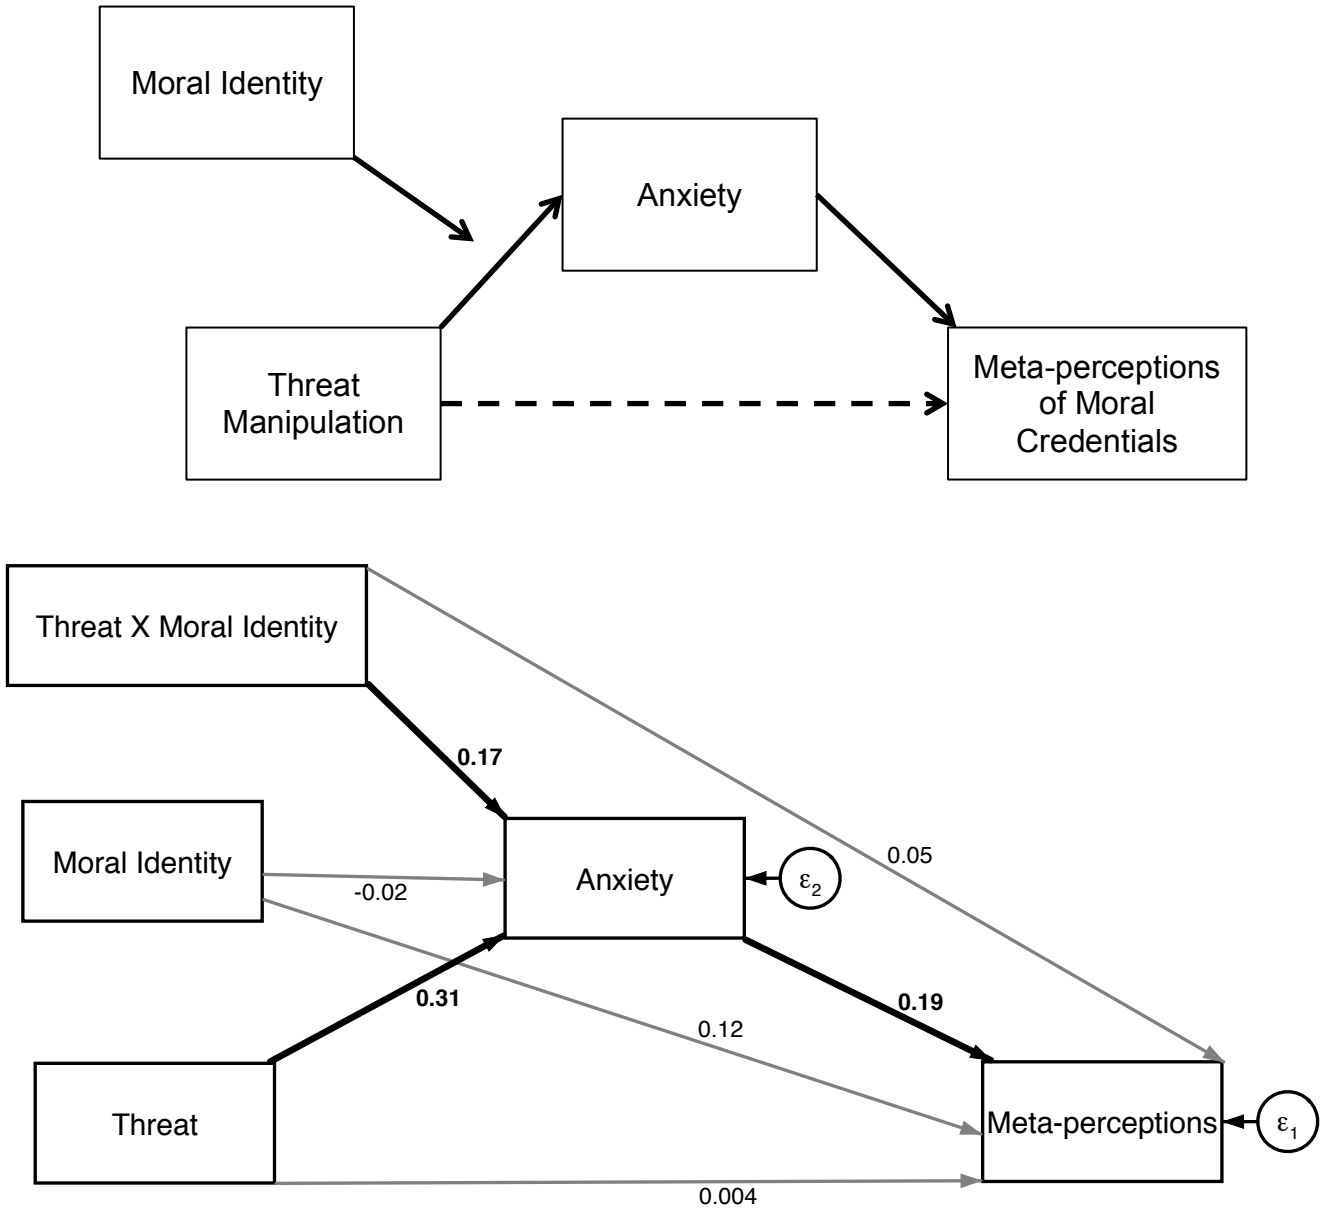 Moral Identity
Anxiety
Threat
Manipulation
Meta-perceptions
of Moral
Credentials
Threat X Moral Identity
0.17
Moral Identity
-0.02
Anxiety
ε2
0.05
0.31
0.19
0.12
Threat
Meta-perceptions
ε1
0.004